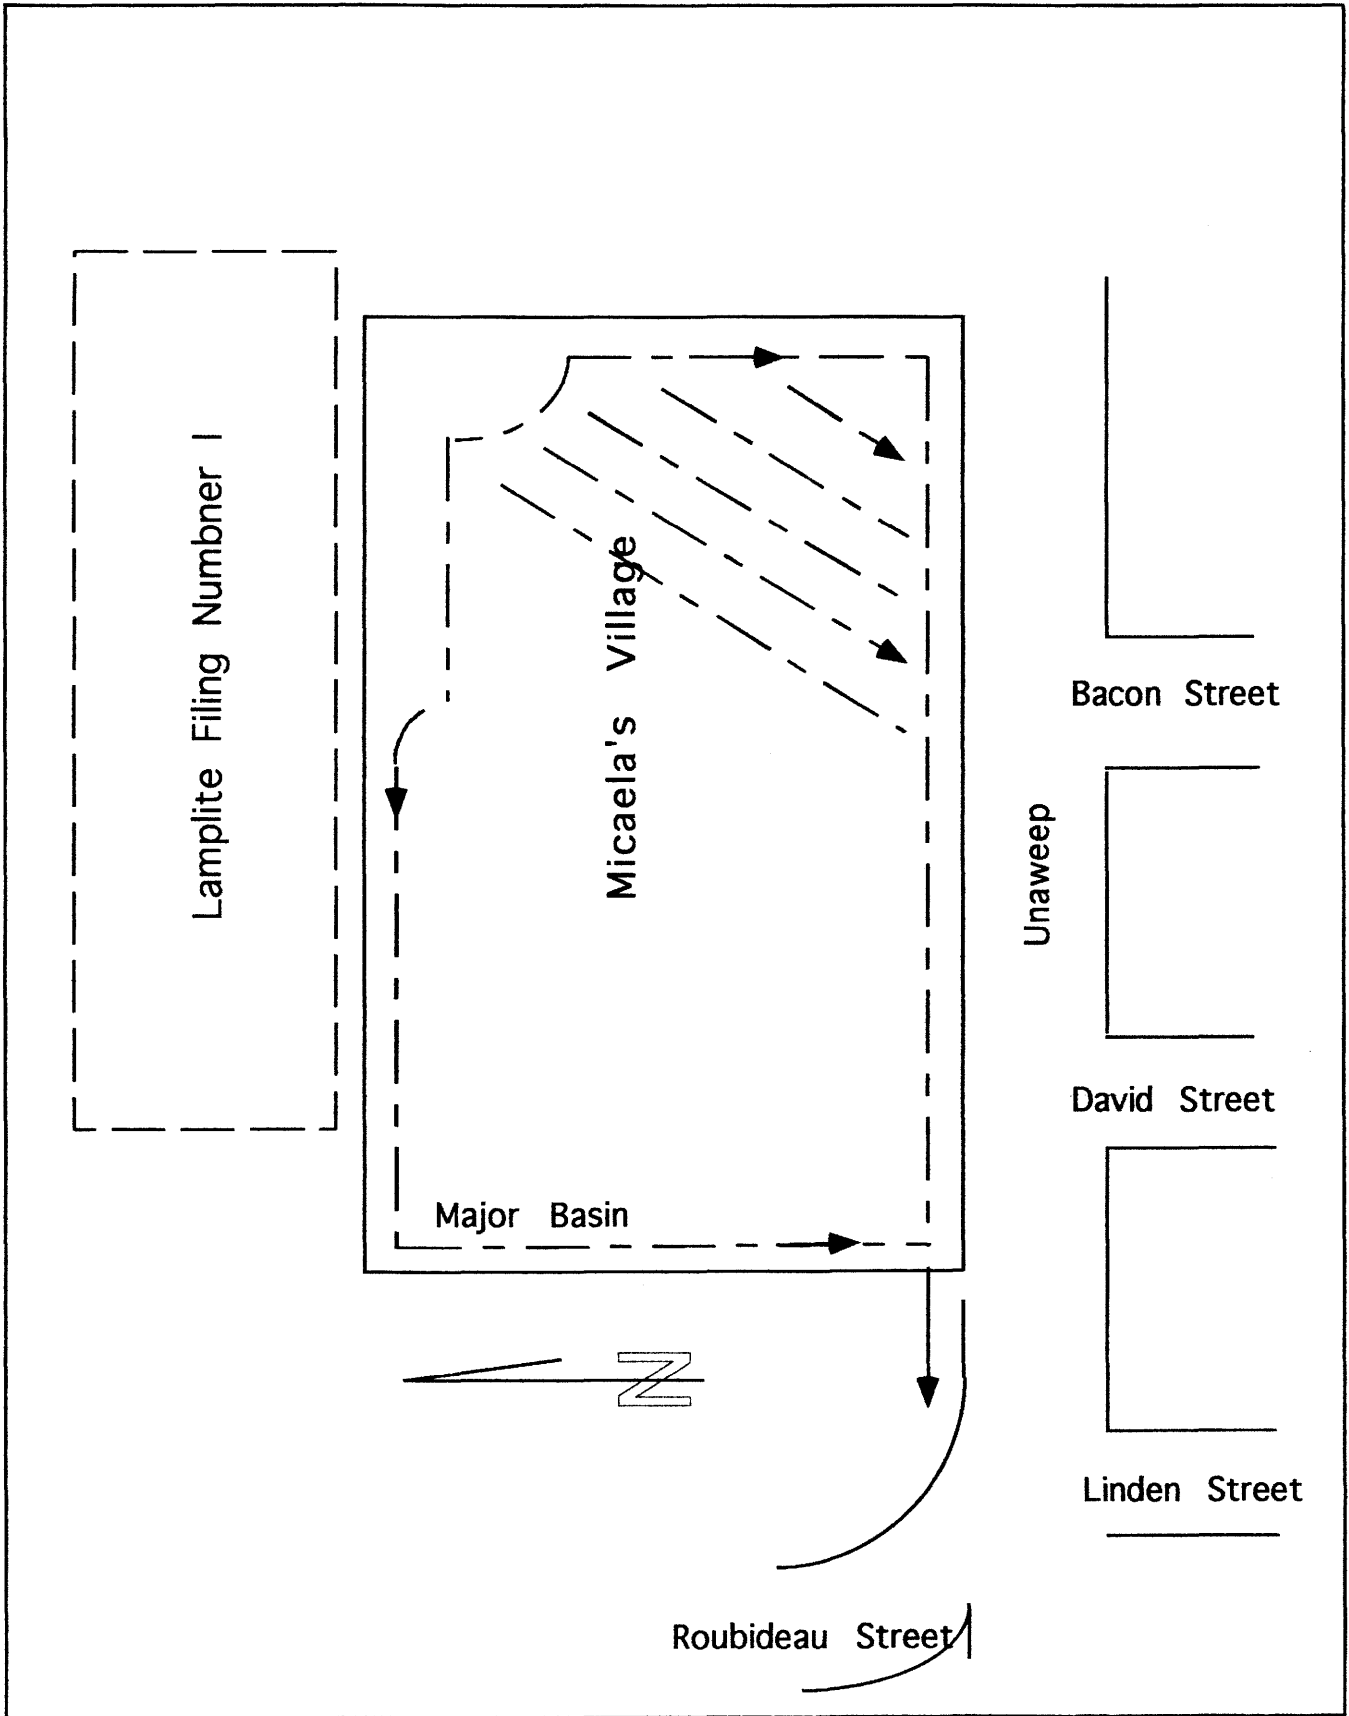 Lamplite Filing Numbner I
Micaela's Village
Bacon Street
Unaweep
David Street
Major Basin
N
Linden Street
Roubideau Street